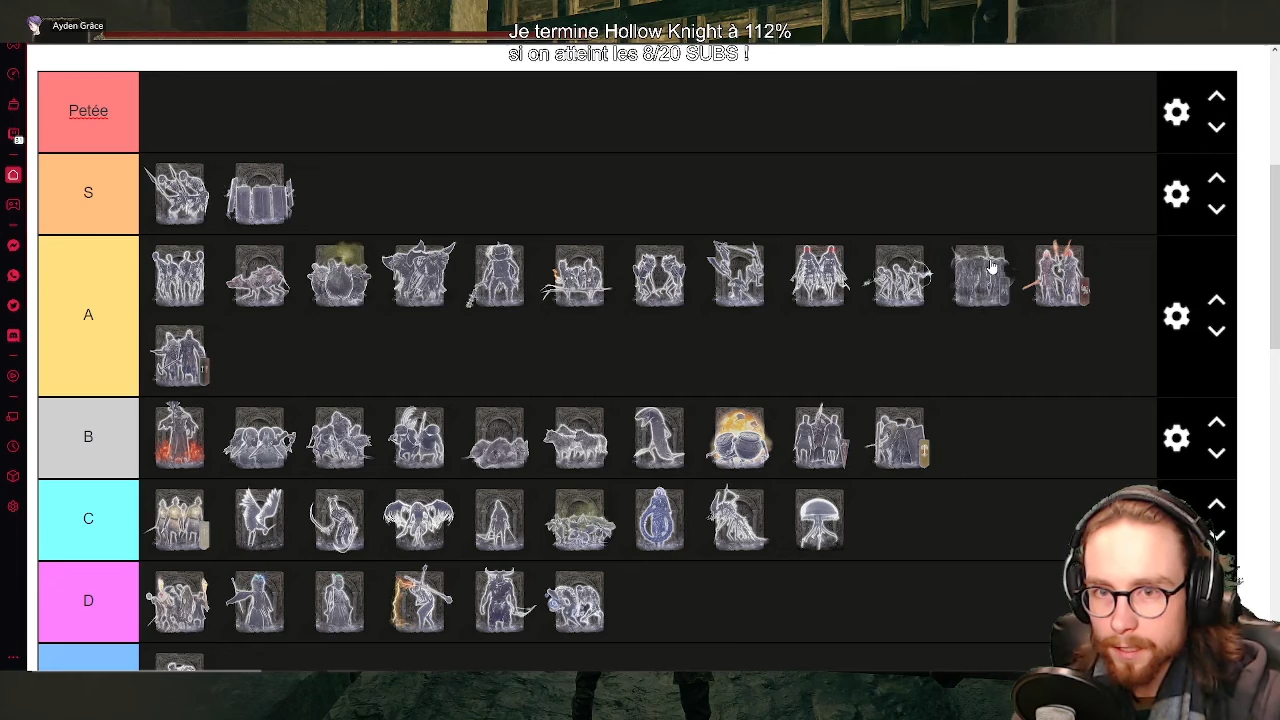 Ayden Grâce
Je termine Hollow Knight à 112%
si on atteint les 8/20 SUBS !
Petée
S
A
B
C
D